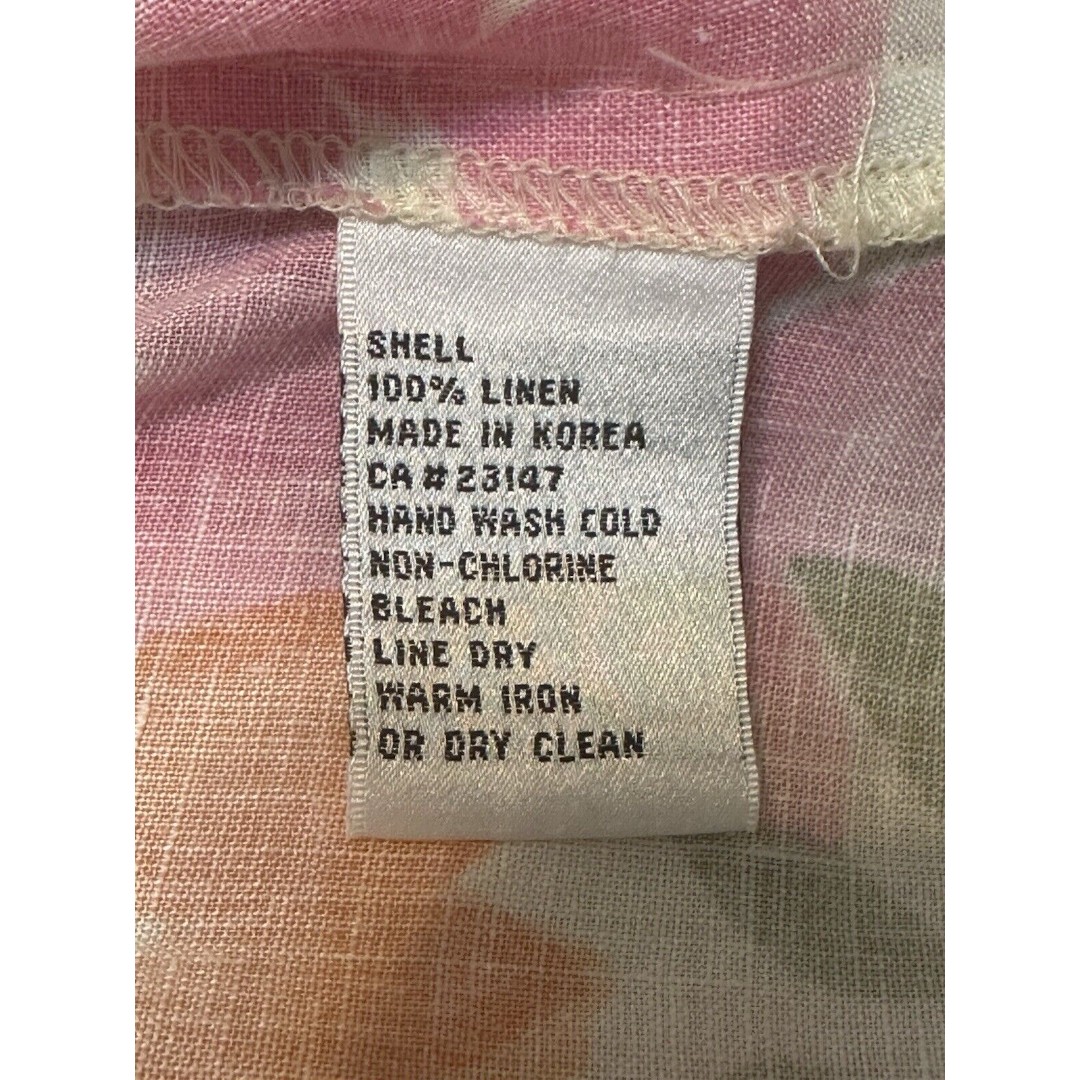 SHELL
100% LINEN
MADE IN KOREA
CA#23147
HAND WASH COLD
NON-CHLORINE
BLEACH
LINE DRY
WARM IRON
OR DRY CLEAN